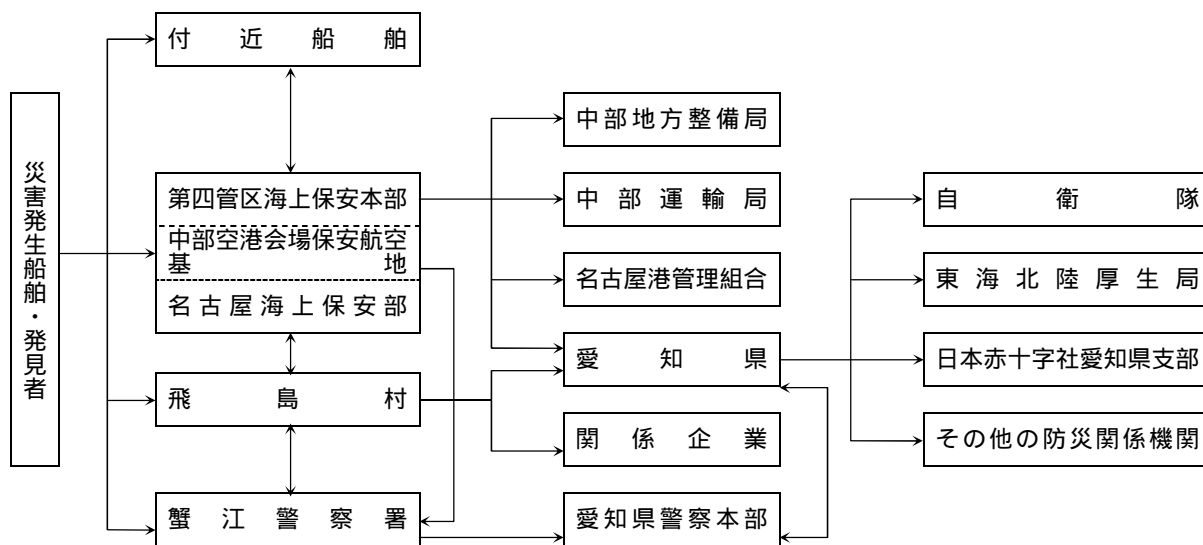 災害発生船舶・発見者
付近船舶
第四管区海上保安本部
中部空港会場保安航空
基地
名古屋海上保安部
飛島村
蟹江警察署
中部地方整備局
中部運輸局
名古屋港管理組合
愛知県
関係企業
愛知県警察本部
自衛隊
東海北陸厚生局
日本赤十字社愛知県支部
その他の防災関係機関